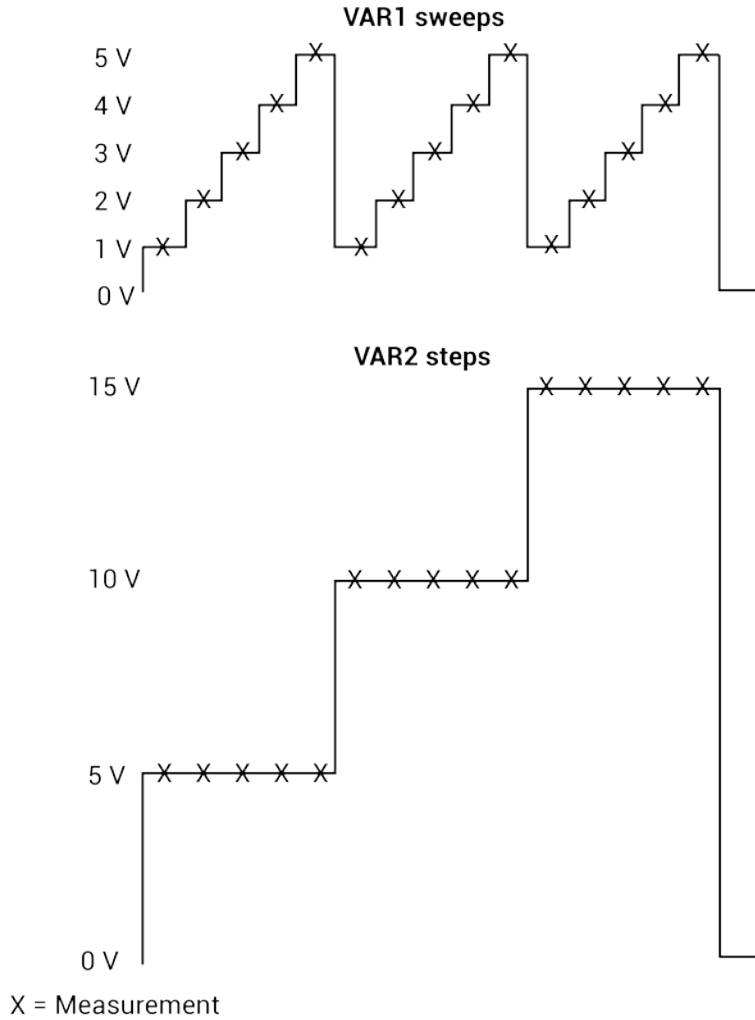 VAR1 sweeps
5 V
4 V
3 V
2 V
1 V
0 V
VAR2 steps
15 V
10 V
5 V
0 V
X = Measurement